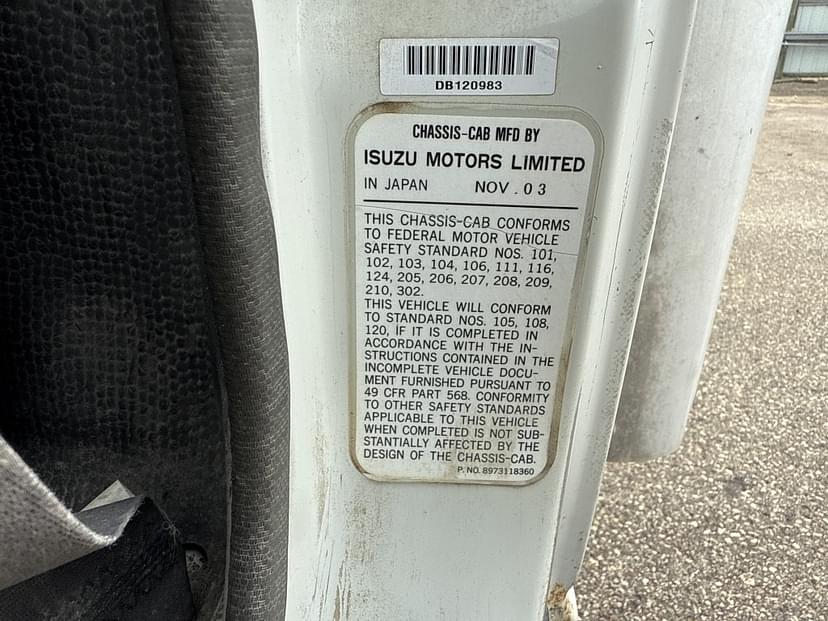 DB120983
CHASSIS-CAB MFD BY
ISUZU MOTORS LIMITED
IN JAPAN NOV . 0 3
THIS CHASSIS-CAB CONFORMS
TO FEDERAL MOTOR VEHICLE
SAFETY STANDARD NOS. 101,
102, 103, 104, 106, 111, 116,
124, 205, 206, 207, 208, 209,
210, 302.
THIS VEHICLE WILL CONFORM
TO STANDARD NOS. 105, 108,
120, IF IT IS COMPLETED IN
ACCORDANCE WITH THE IN-
STRUCTIONS CONTAINED IN THE
INCOMPLETE VEHICLE DOCU-
MENT FURNISHED PURSUANT TO
49 CFR PART 568. CONFORMITY
TO OTHER SAFETY STANDARDS
APPLICABLE TO THIS VEHICLE
WHEN COMPLETED IS NOT SUB-
STANTIALLY AFFECTED BY THE
DESIGN OF THE CHASSIS-CAB.
P. NO. 8973118360